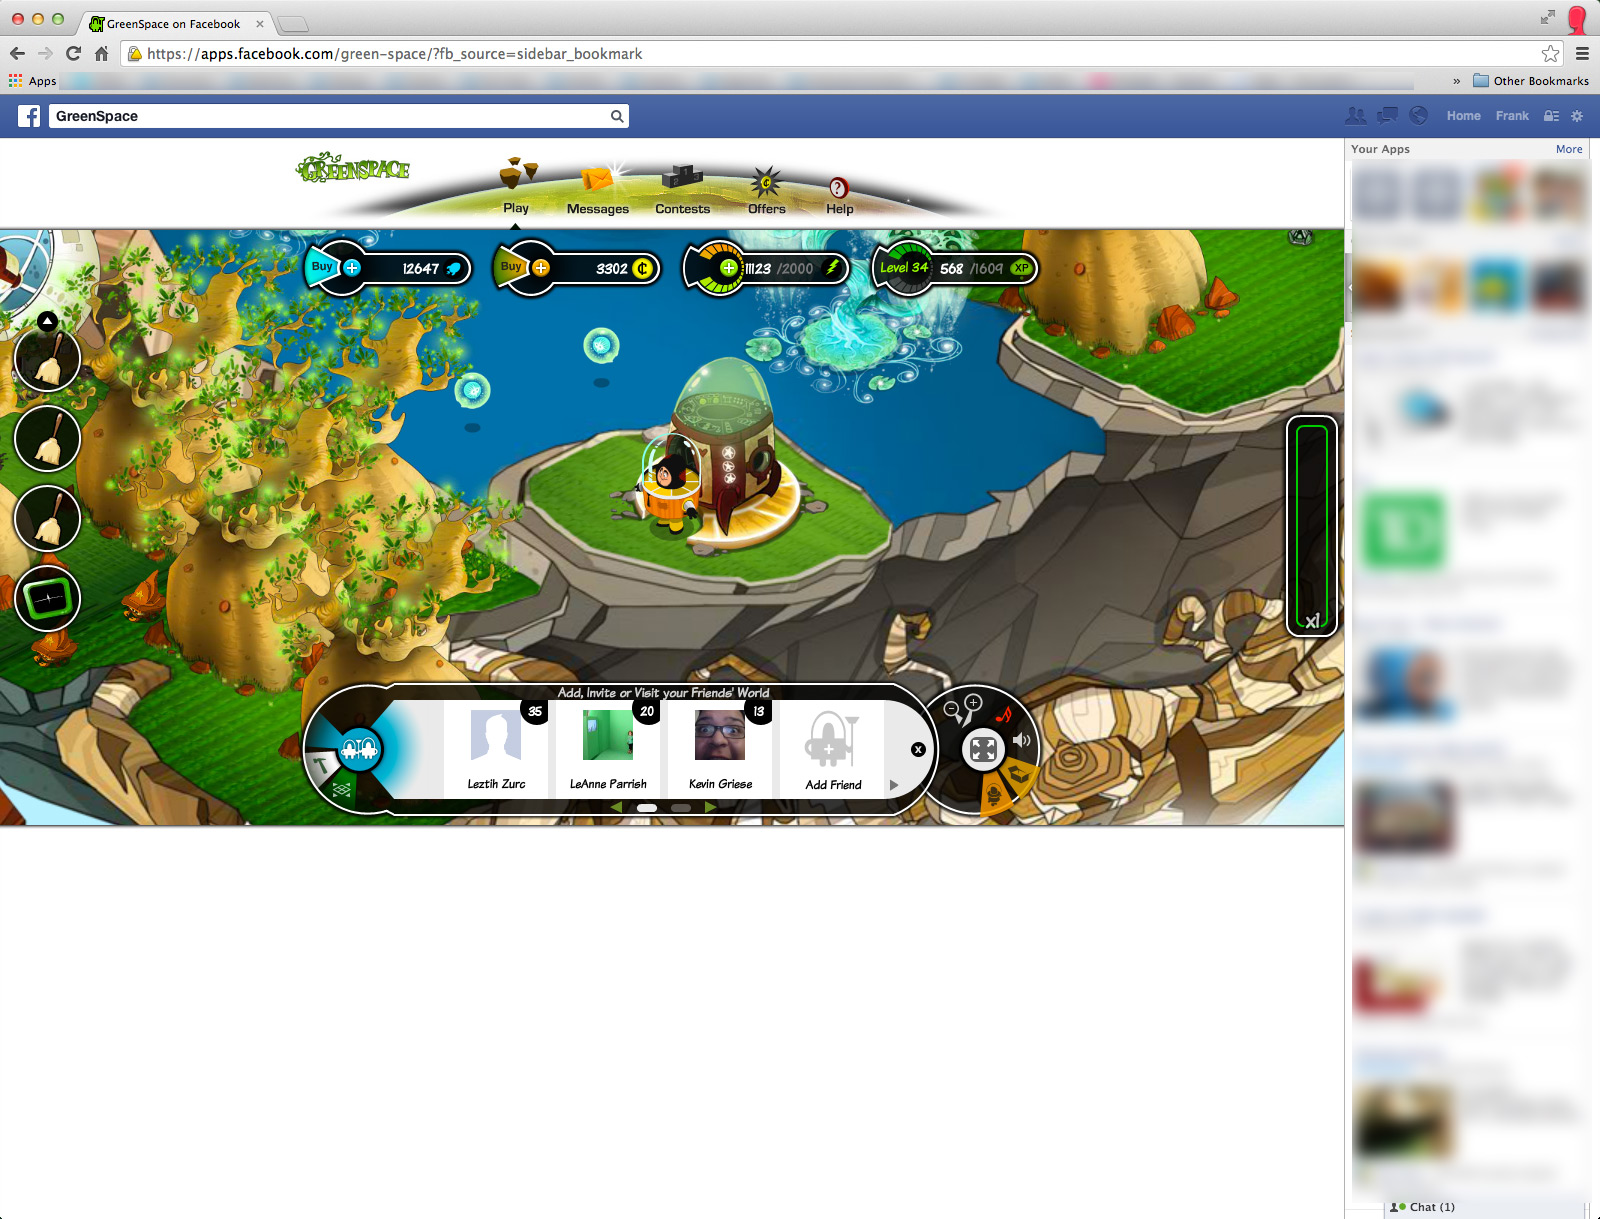 GreenSpace on Facebook
https://apps.facebook.com/green-space/?fb_source=sidebar_bookmark
Apps
» Other Bookmarks
f GreenSpace
Home Frank
Your Apps More
GREENSPACE
Play Messages Contests Offers Help
Buy 12647
Buy 3302 ₵
11123 /2000
Level 34 568 /1609 XP
x1
Add, Invite or Visit your Friends' World
35 20 13
Leztih Zurc LeAnne Parrish Kevin Griese Add Friend
x
Chat (1)